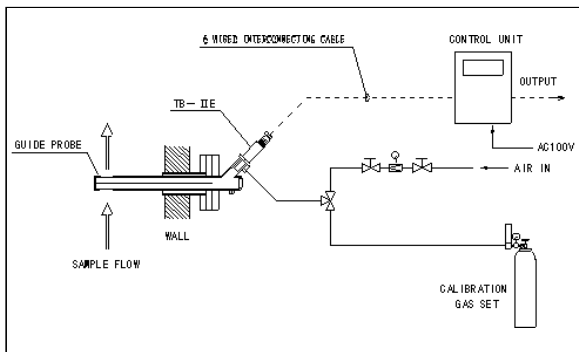 6 WIRED INTERCONNECTING CABLE
CONTROL UNIT
TB-IIE
OUTPUT
GUIDE PROBE
AC100V
AIR IN
WALL
SAMPLE FLOW
CALIBRATION
GAS SET